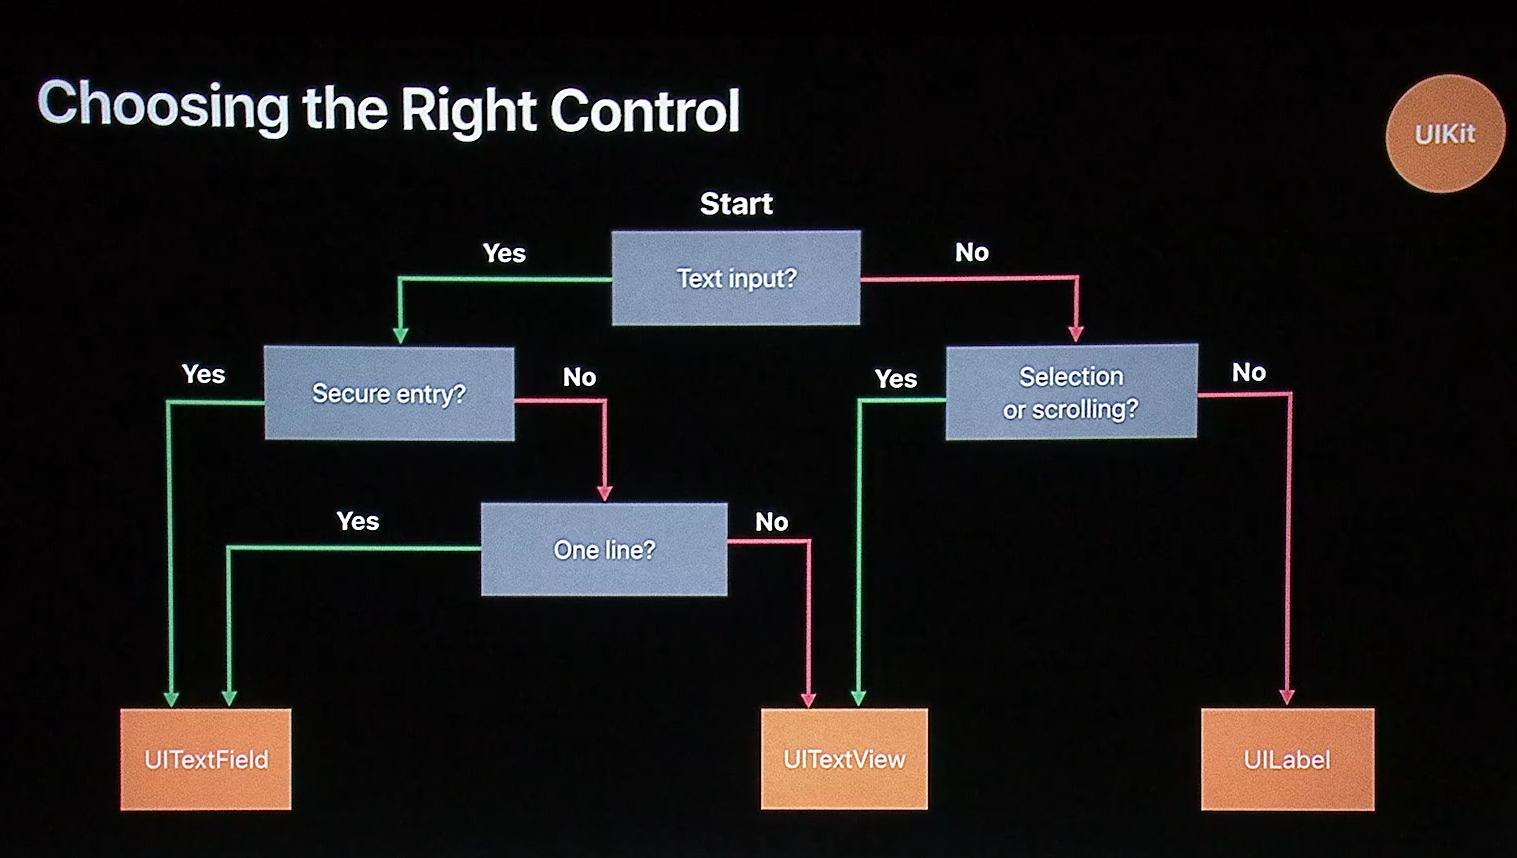 Choosing the Right Control
UIKit
Start
Yes
No
Text input?
Yes
No
Yes
No
Secure entry?
Selection
or scrolling?
Yes
No
One line?
UITextField
UITextView
UILabel